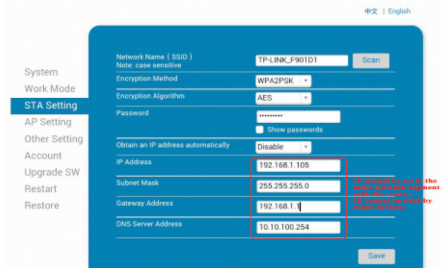 中文 | English
Network Name ( SSID )
Note: case sensitive
TP-LINK_F901D1
Scan
Encryption Method
WPA2PSK
Encryption Algorithm
AES
Password
•••••••••
Show passwords
Obtain an IP address automatically
Disable
IP Address
192.168.1.105
Subnet Mask
255.255.255.0
Gateway Address
192.168.1.1
DNS Server Address
10.10.100.254
Save
System
Work Mode
STA Setting
AP Setting
Other Setting
Account
Upgrade SW
Restart
Restore